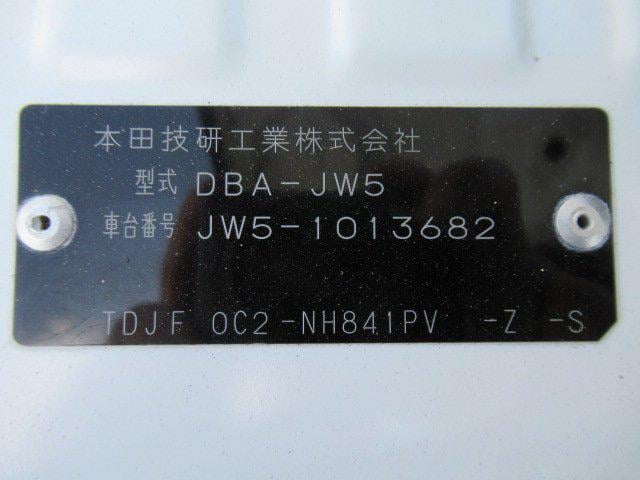 本田技研工業株式会社
型式 DBA-JW5
車台番号 JW5-1013682
TDJF 0C2-NH841PV -Z -S